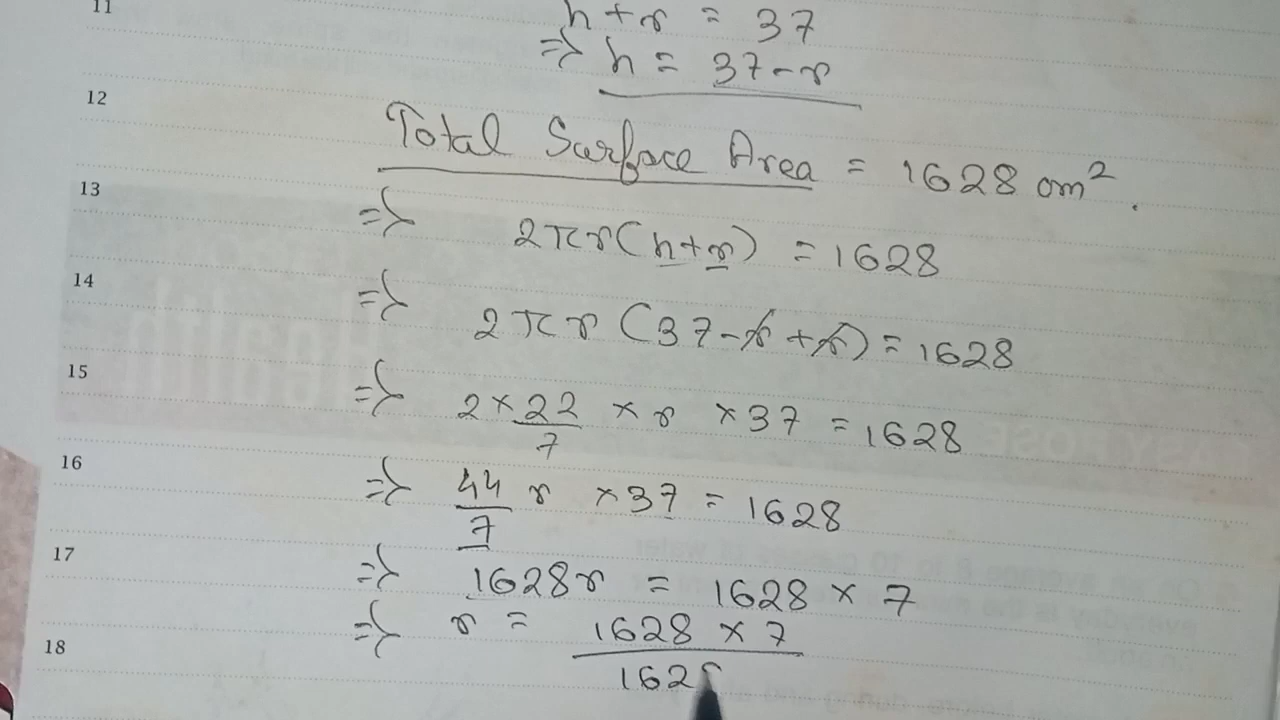 11
h + r = 37
⇒ h = 37 - r
12
Total Surface Area = 1628 cm².
13
⇒ 2πr(h+r) = 1628
14
⇒ 2πr (37 - r + r) = 1628
15
⇒ 2 × 22/7 × r × 37 = 1628
16
⇒ 44/7 r × 37 = 1628
17
⇒ 1628r = 1628 × 7
⇒ r = 1628 × 7 / 1628
18